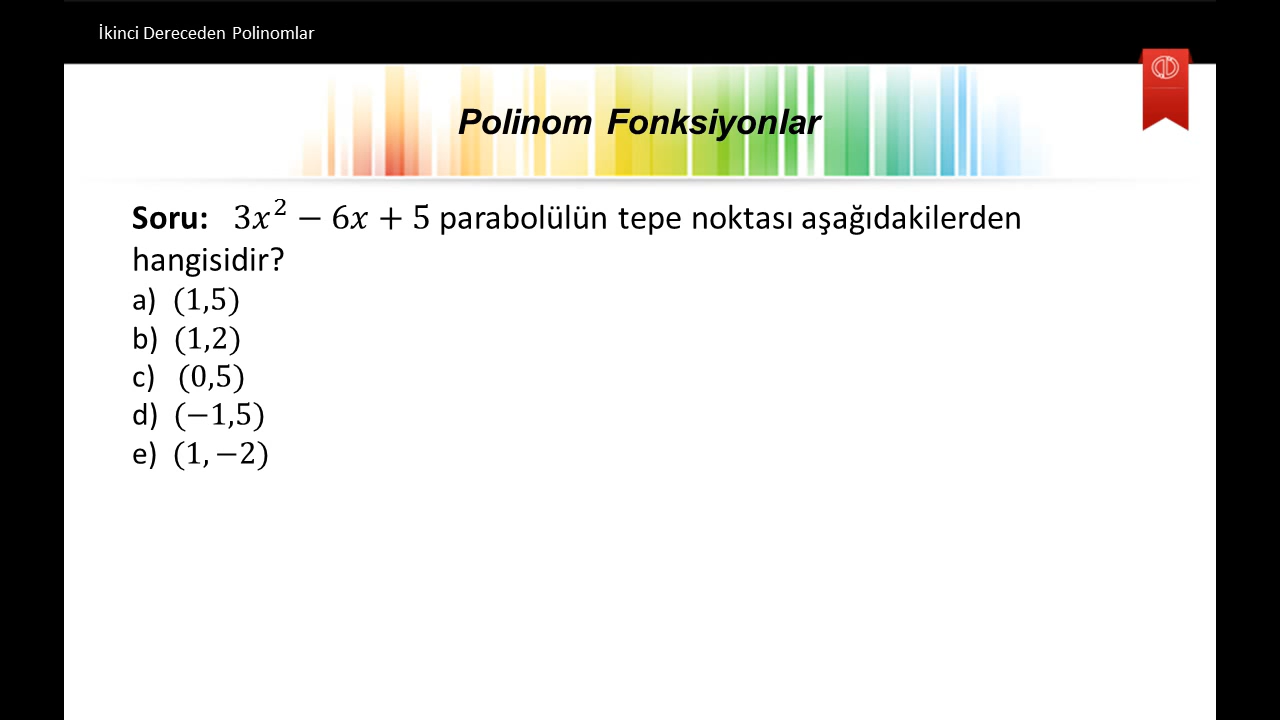 İkinci Dereceden Polinomlar
Polinom Fonksiyonlar
Soru: 3x² − 6x + 5 parabolülün tepe noktası aşağıdakilerden
hangisidir?
a) (1,5)
b) (1,2)
c) (0,5)
d) (−1,5)
e) (1, −2)